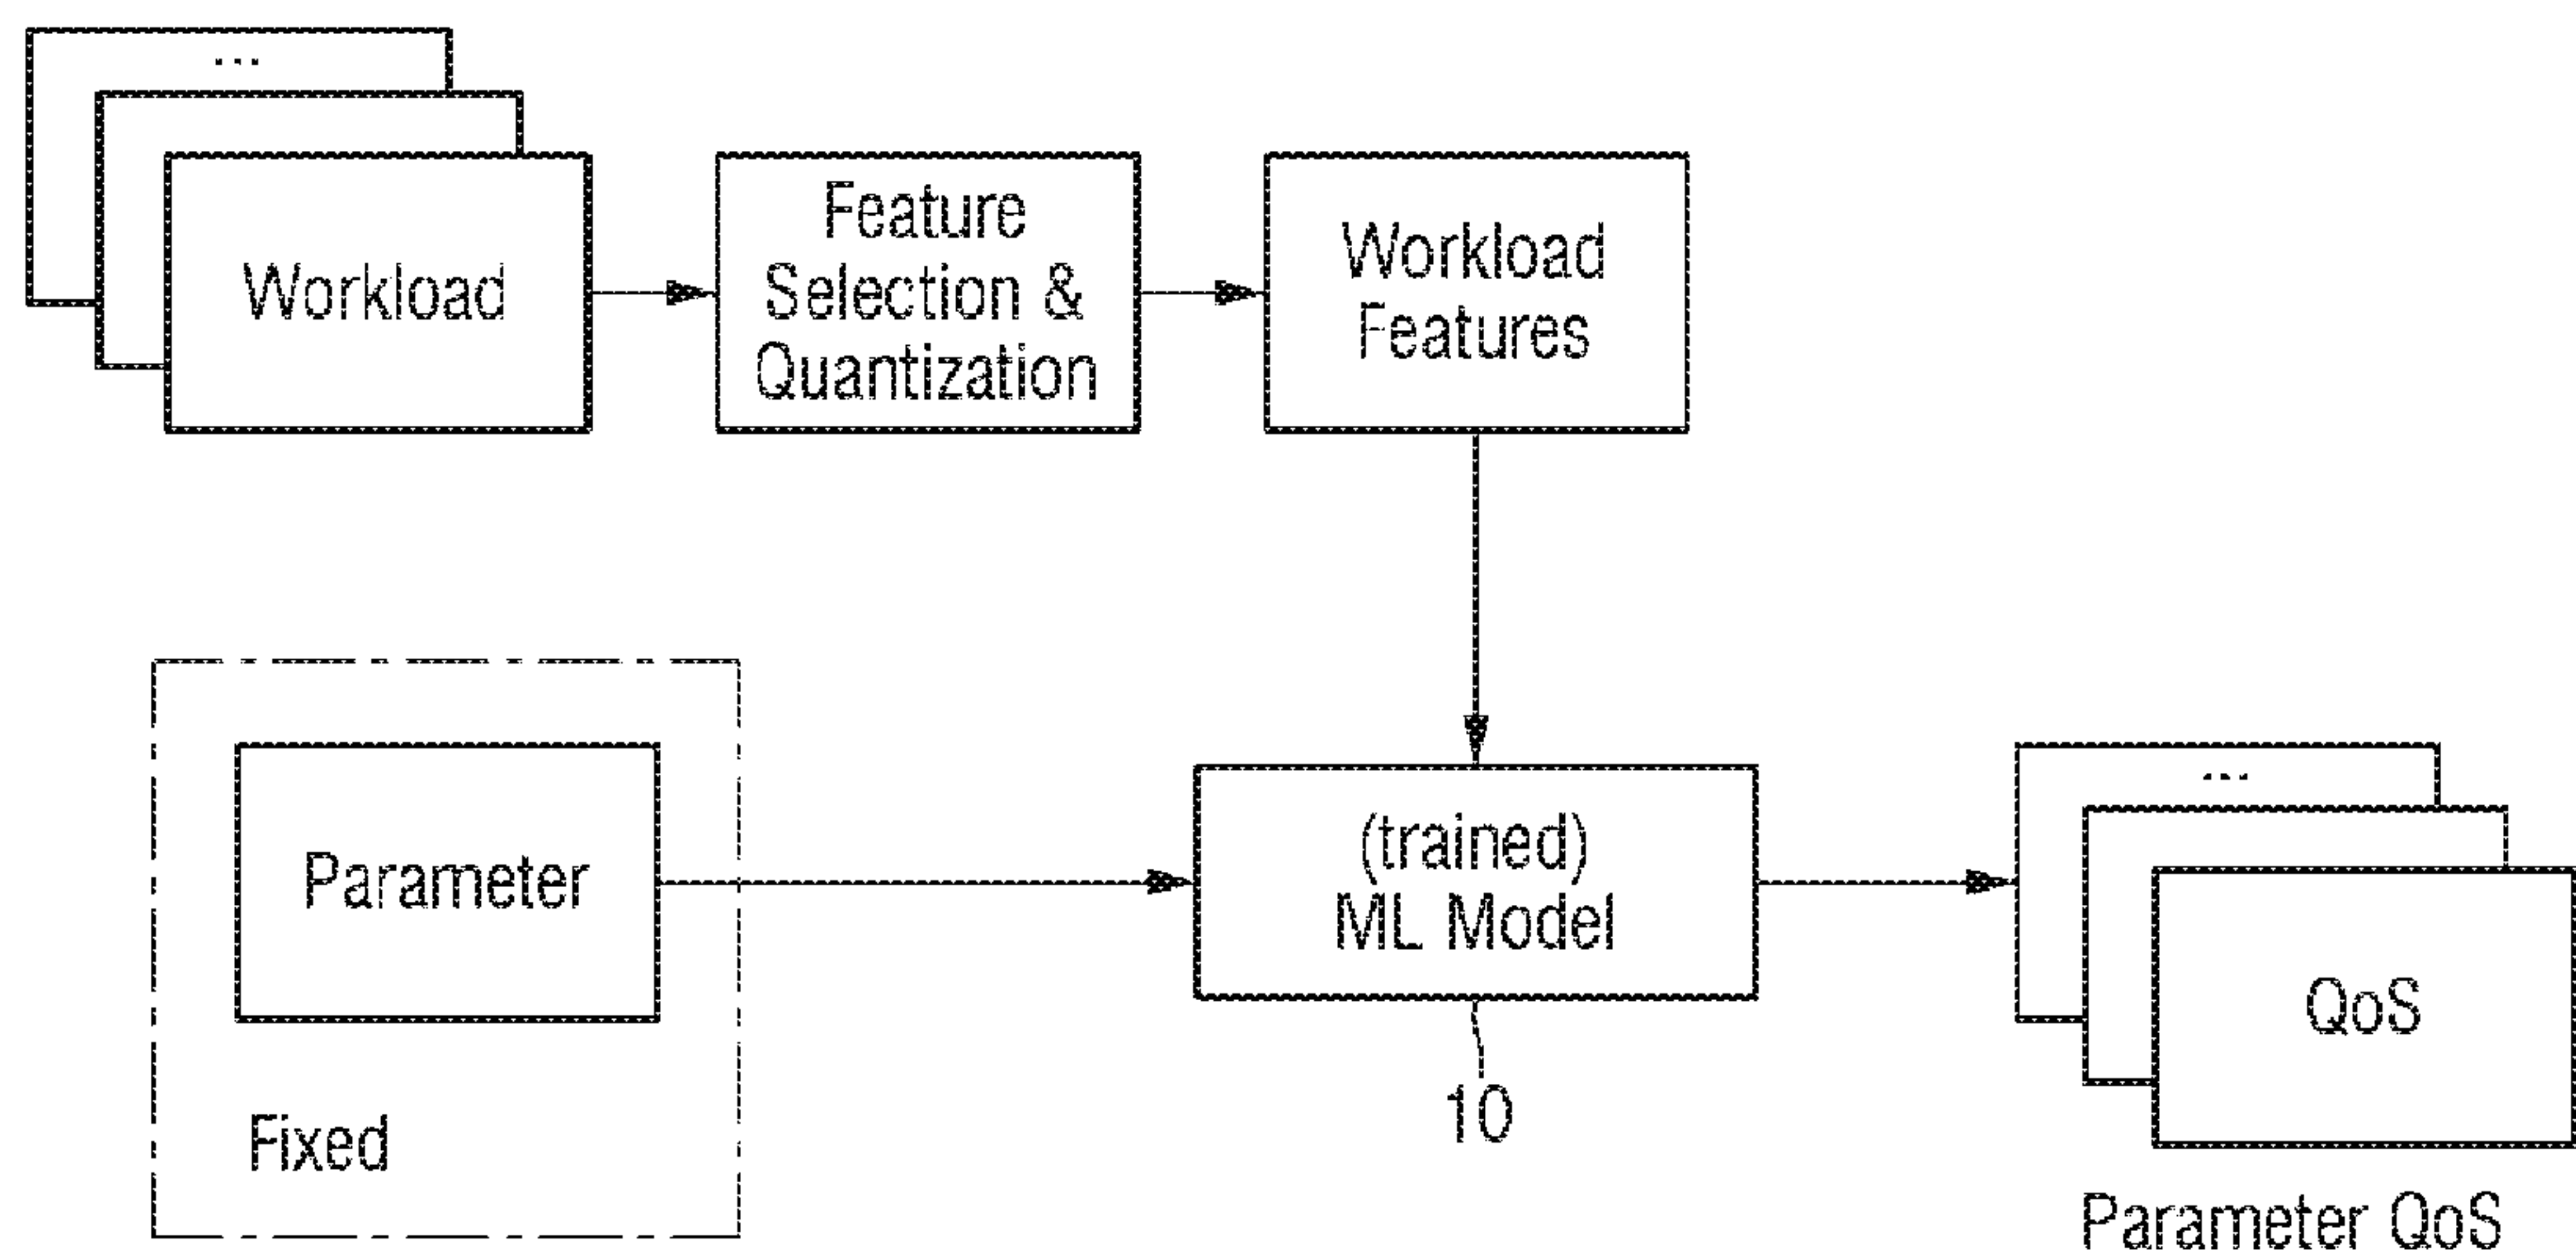 ...
Workload
Feature
Selection &
Quantization
Workload
Features
Parameter
Fixed
(trained)
ML Model
10
...
QoS
Parameter QoS